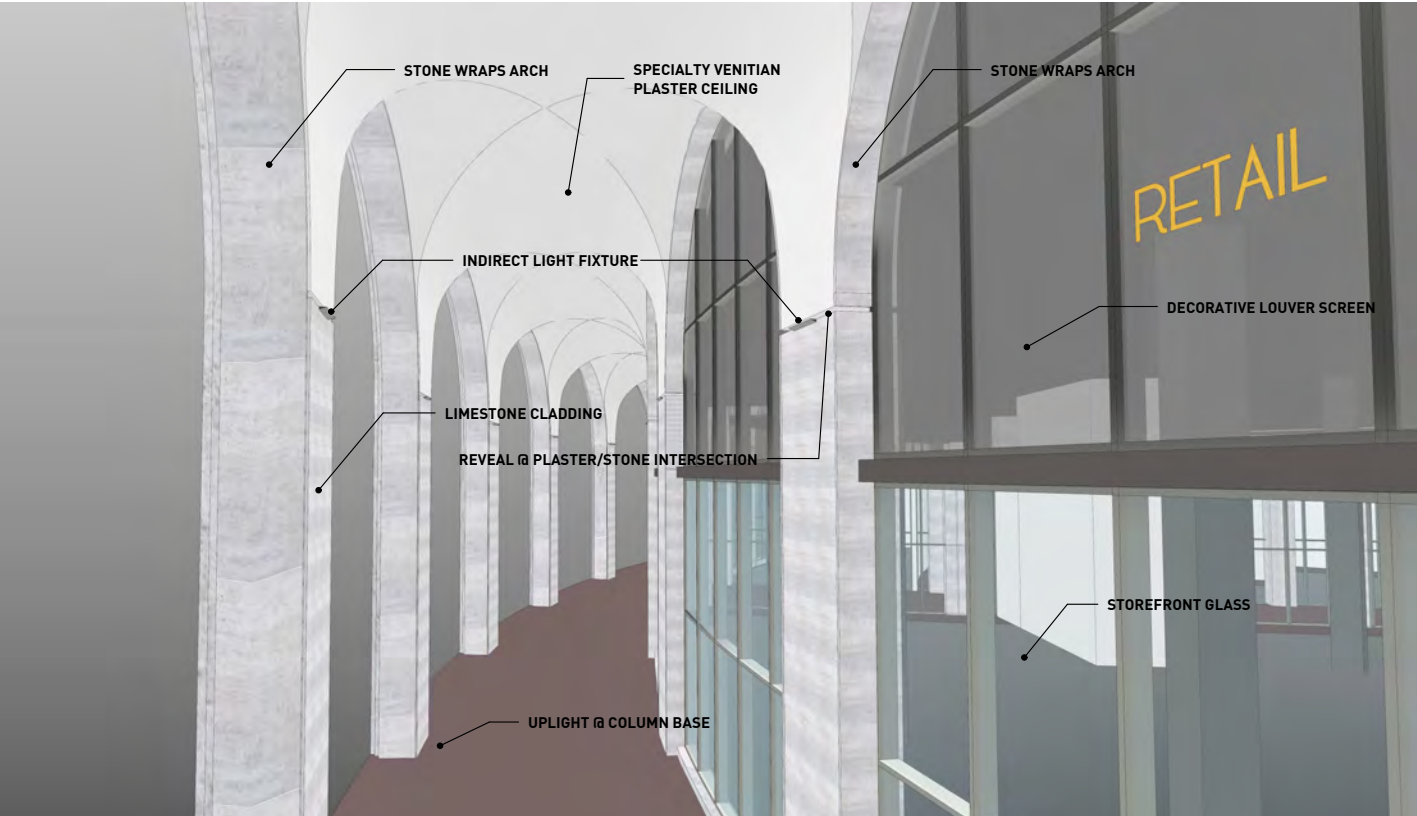 STONE WRAPS ARCH
SPECIALTY VENITIAN
PLASTER CEILING
STONE WRAPS ARCH
RETAIL
INDIRECT LIGHT FIXTURE
DECORATIVE LOUVER SCREEN
LIMESTONE CLADDING
REVEAL @ PLASTER/STONE INTERSECTION
STOREFRONT GLASS
UPLIGHT @ COLUMN BASE